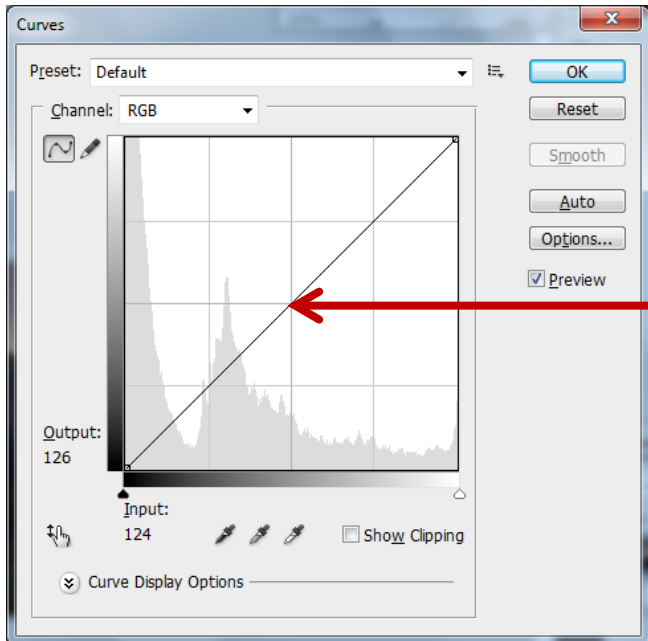 Curves
Preset: Default
OK
Channel: RGB
Reset
Smooth
Auto
Options...
Preview
Output:
126
Input:
124
Show Clipping
Curve Display Options